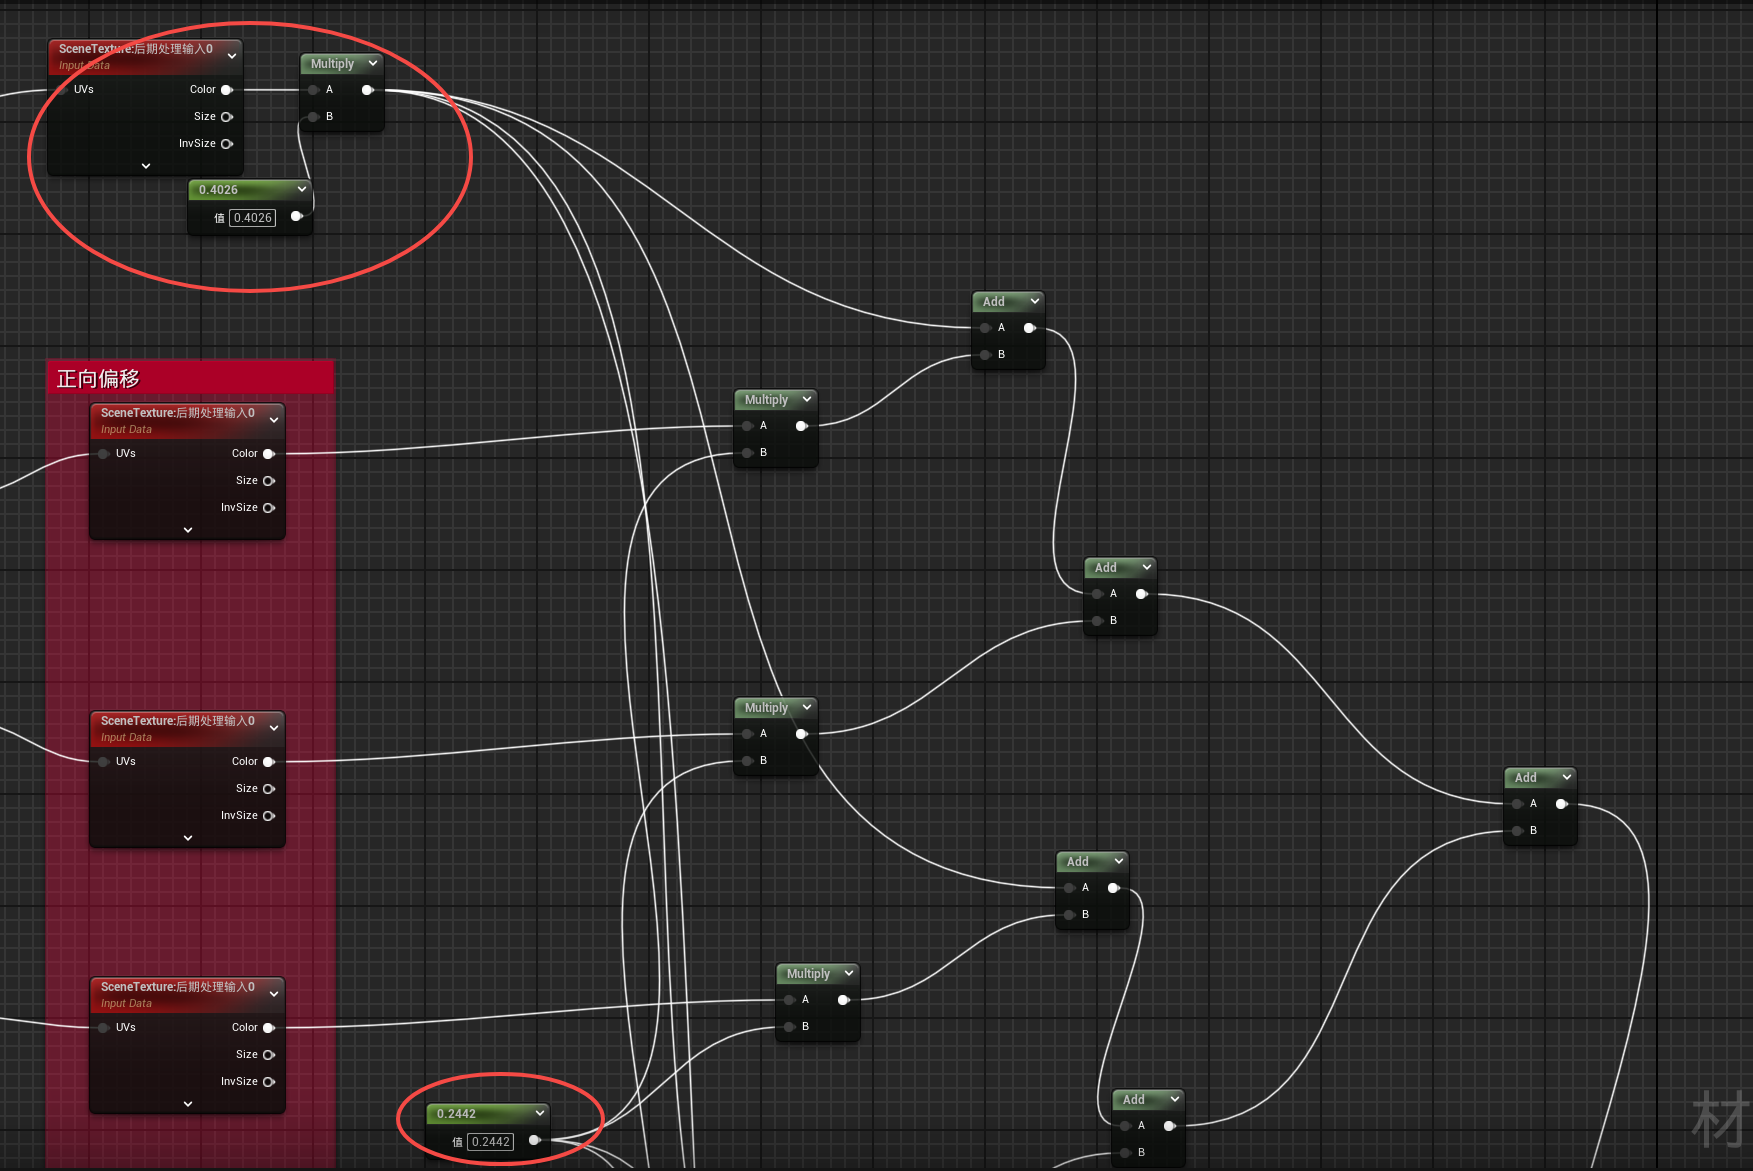 SceneTexture:后期处理输入0
Input Data
UVs Color
Size
InvSize
Multiply
A
B
0.4026
值 0.4026
Add
A
B
正向偏移
SceneTexture:后期处理输入0
Input Data
UVs Color
Size
InvSize
Multiply
A
B
Add
A
B
SceneTexture:后期处理输入0
Input Data
UVs Color
Size
InvSize
Multiply
A
B
Add
A
B
Add
A
B
SceneTexture:后期处理输入0
Input Data
UVs Color
Size
InvSize
Multiply
A
B
0.2442
值 0.2442
Add
A
B
材